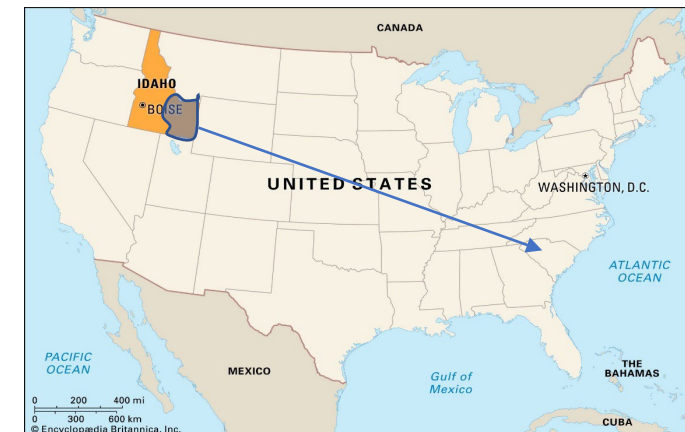 CANADA
IDAHO
BOISE
UNITED STATES
WASHINGTON, D.C.
ATLANTIC
OCEAN
PACIFIC
OCEAN
MEXICO
Gulf of
Mexico
THE
BAHAMAS
CUBA
0 200 400 mi
0 300 600 km
© Encyclopædia Britannica, Inc.